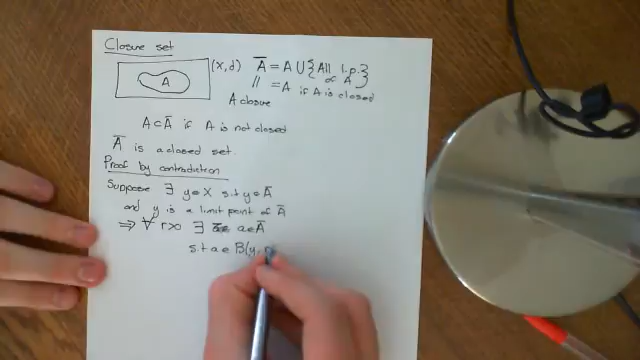 Closure set
A
(X,d) Ā = A ∪ {All l.p. of A}
// = A if A is closed
A closure
A⊂Ā if A is not closed
Ā is a closed set.
Proof by contradiction
Suppose ∃ y∈X s.t y∉Ā
and y is a limit point of Ā
⇒ ∀ r>0 ∃ a∈Ā
s.t a∈ B(y,